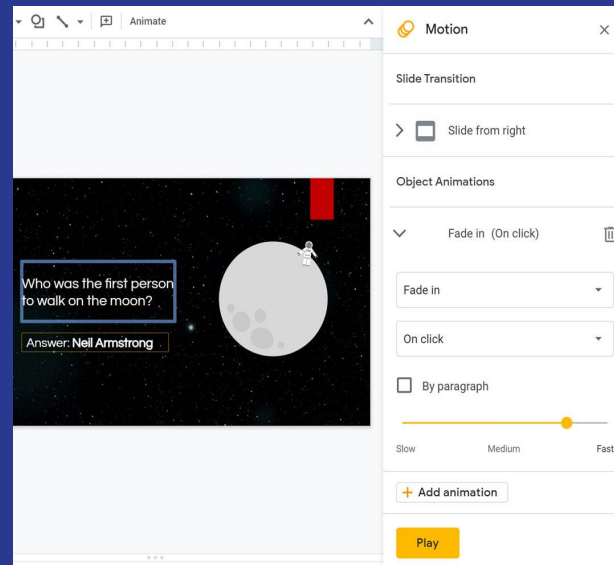 Animate
Motion
Slide Transition
Slide from right
Object Animations
Fade in (On click)
Fade in
On click
By paragraph
Slow Medium Fast
+ Add animation
Play
Who was the first person
to walk on the moon?
Answer: Neil Armstrong